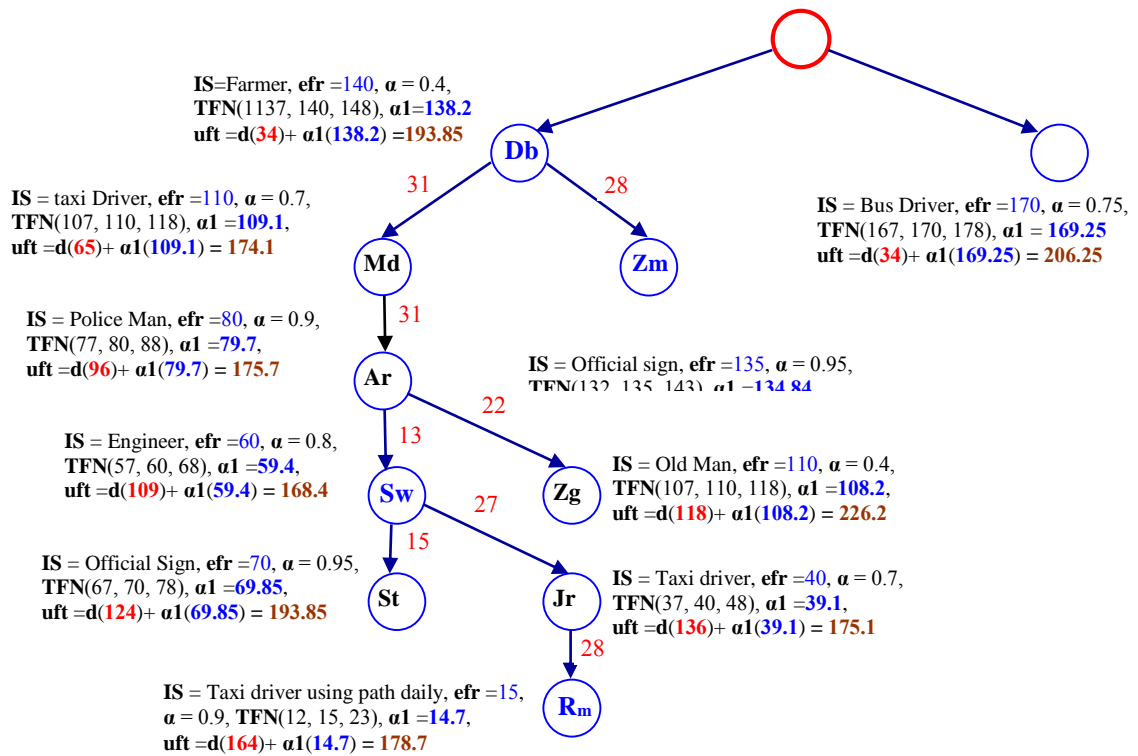 IS=Farmer, efr =140, α = 0.4,
TFN(1137, 140, 148), α1=138.2
uft =d(34)+ α1(138.2) =193.85
Db
31
28
IS = taxi Driver, efr =110, α = 0.7,
TFN(107, 110, 118), α1 =109.1,
uft =d(65)+ α1(109.1) = 174.1
IS = Bus Driver, efr =170, α = 0.75,
TFN(167, 170, 178), α1 = 169.25
uft =d(34)+ α1(169.25) = 206.25
Md
Zm
31
IS = Police Man, efr =80, α = 0.9,
TFN(77, 80, 88), α1 =79.7,
uft =d(96)+ α1(79.7) = 175.7
Ar
IS = Official sign, efr =135, α = 0.95,
TFN(132, 135, 143), α1 =134.84
22
13
IS = Engineer, efr =60, α = 0.8,
TFN(57, 60, 68), α1 =59.4,
uft =d(109)+ α1(59.4) = 168.4
Sw
Zg
IS = Old Man, efr =110, α = 0.4,
TFN(107, 110, 118), α1 =108.2,
uft =d(118)+ α1(108.2) = 226.2
27
15
IS = Official Sign, efr =70, α = 0.95,
TFN(67, 70, 78), α1 =69.85,
uft =d(124)+ α1(69.85) = 193.85
St
Jr
IS = Taxi driver, efr =40, α = 0.7,
TFN(37, 40, 48), α1 =39.1,
uft =d(136)+ α1(39.1) = 175.1
28
IS = Taxi driver using path daily, efr =15,
α = 0.9, TFN(12, 15, 23), α1 =14.7,
uft =d(164)+ α1(14.7) = 178.7
Rm